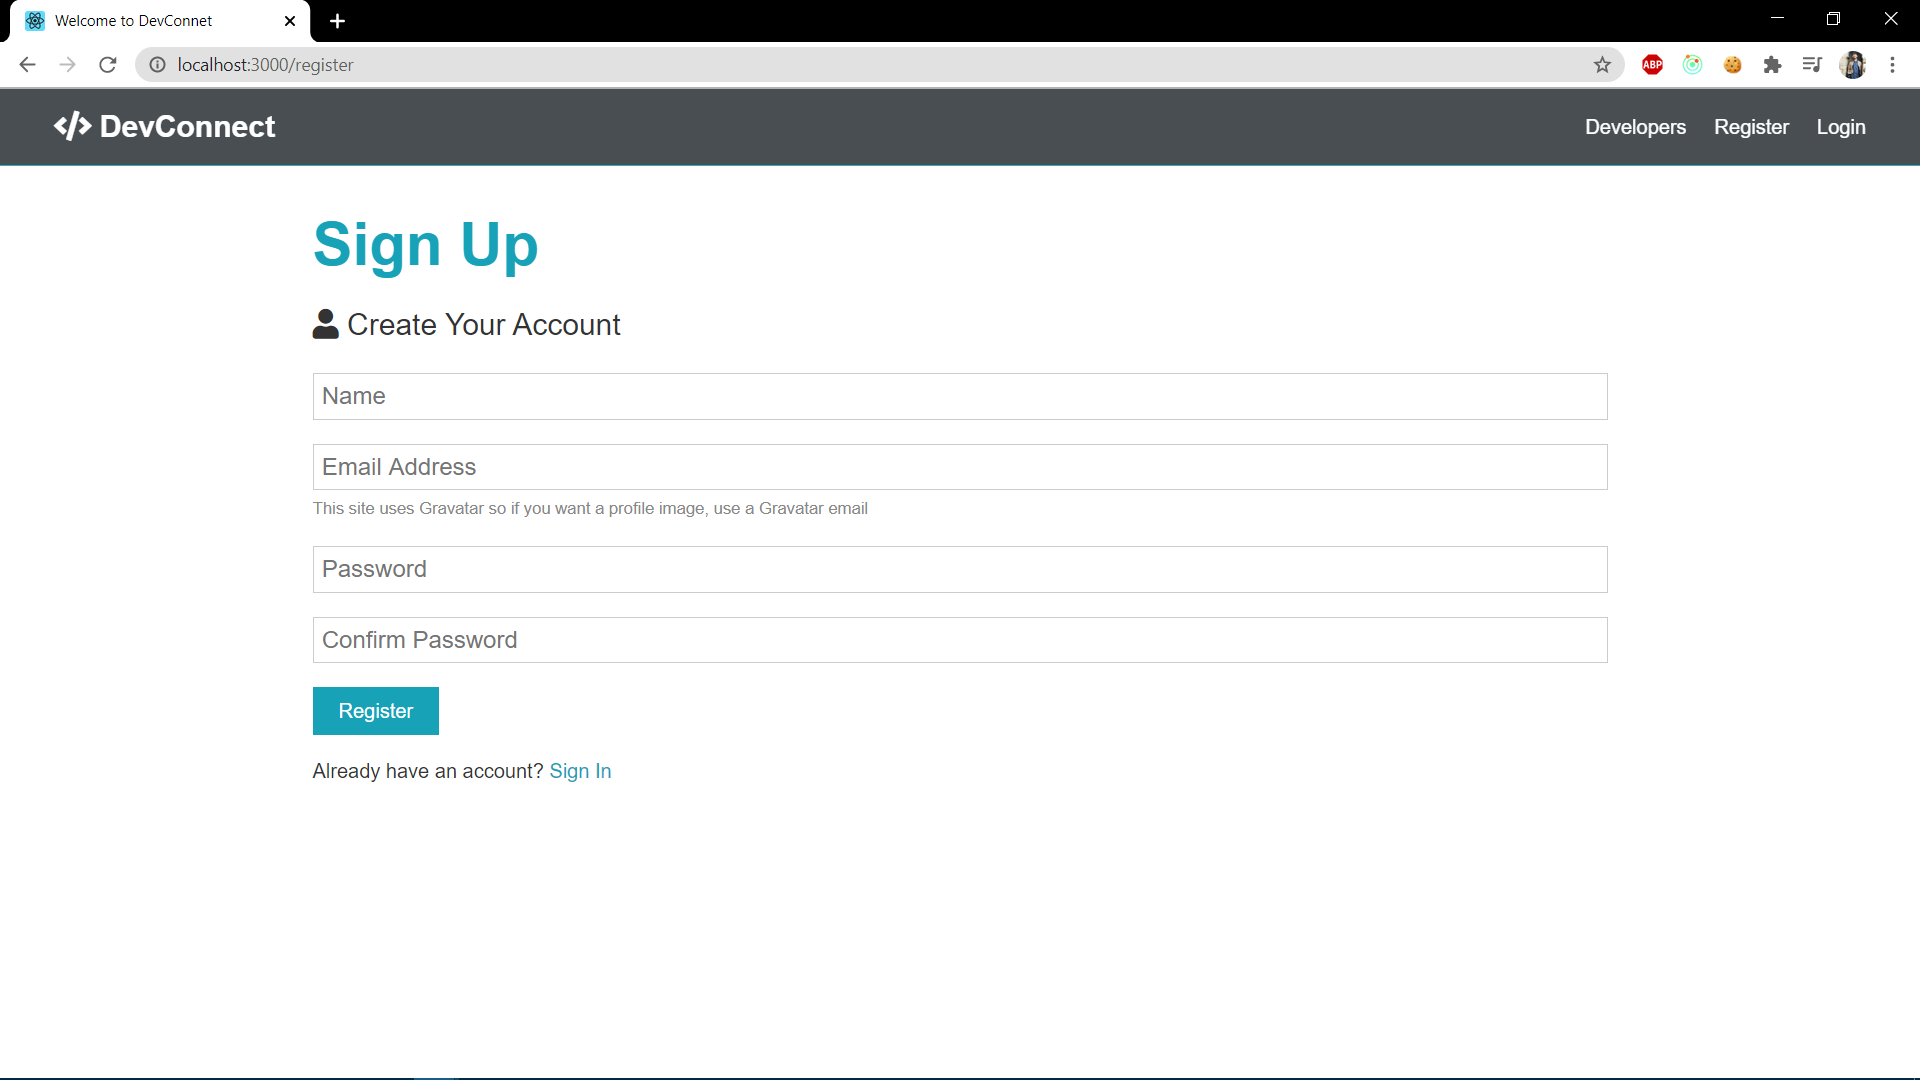 Welcome to DevConnet
localhost:3000/register
ABP
</> DevConnect
Developers Register Login
Sign Up
Create Your Account
Name
Email Address
This site uses Gravatar so if you want a profile image, use a Gravatar email
Password
Confirm Password
Register
Already have an account? Sign In